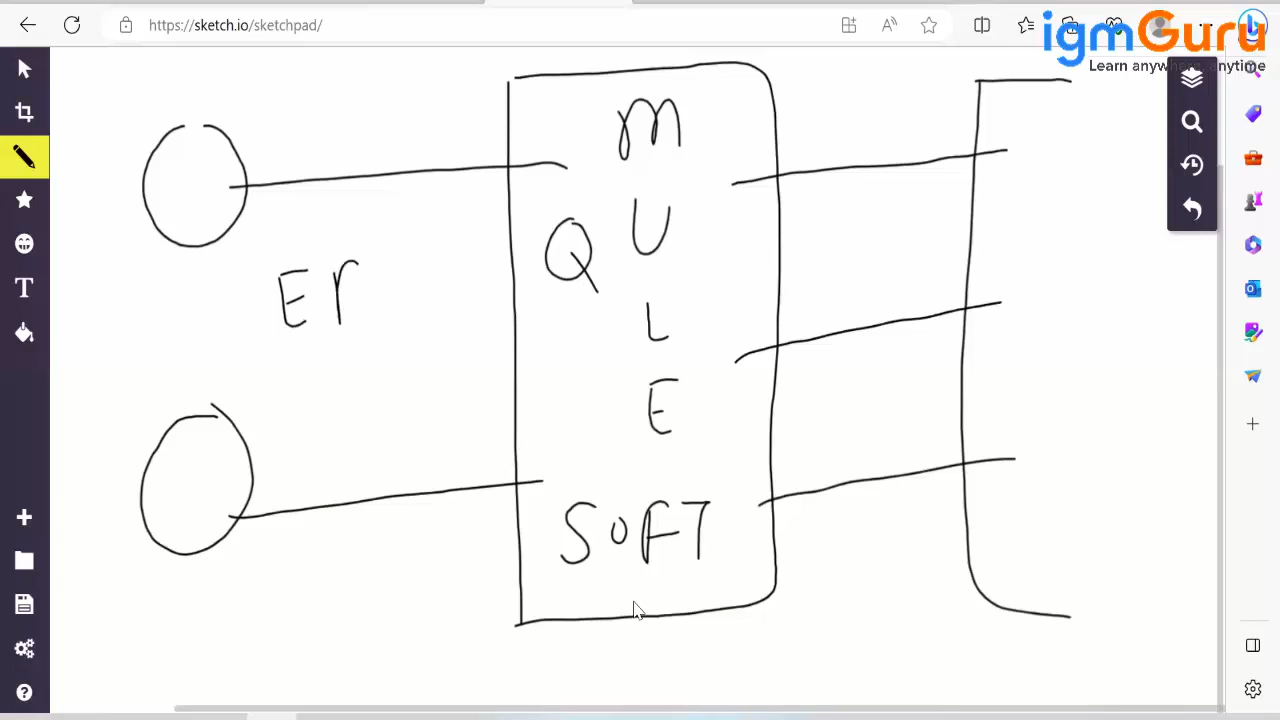 https://sketch.io/sketchpad/
igmGuru
Learn anywhere, anytime
M
U
Q
L
E
Er
SOFT
T